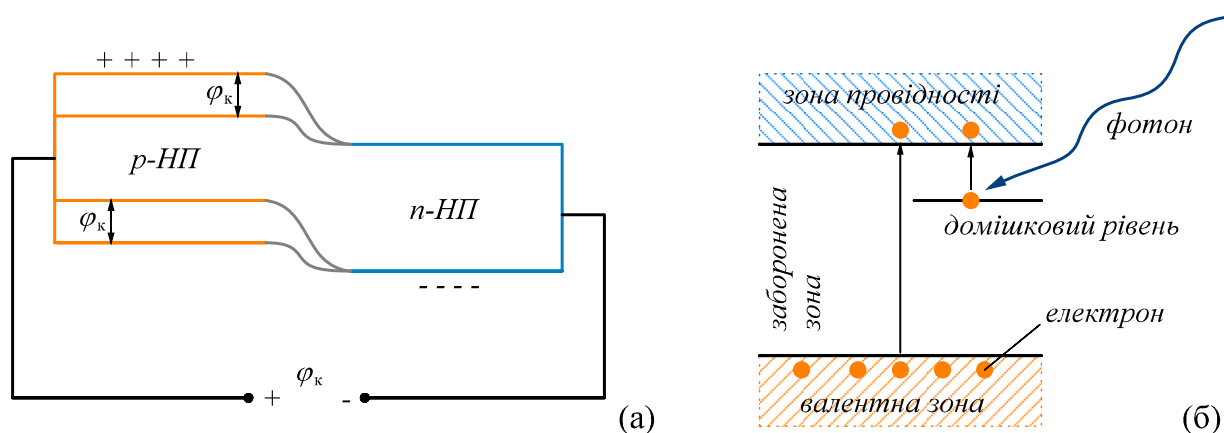 + + + +
φк
р-НП
φк
n-НП
- - - -
φк
+ -
(а)
зона провідності
фотон
домішковий рівень
заборонена
зона
електрон
валентна зона
(б)